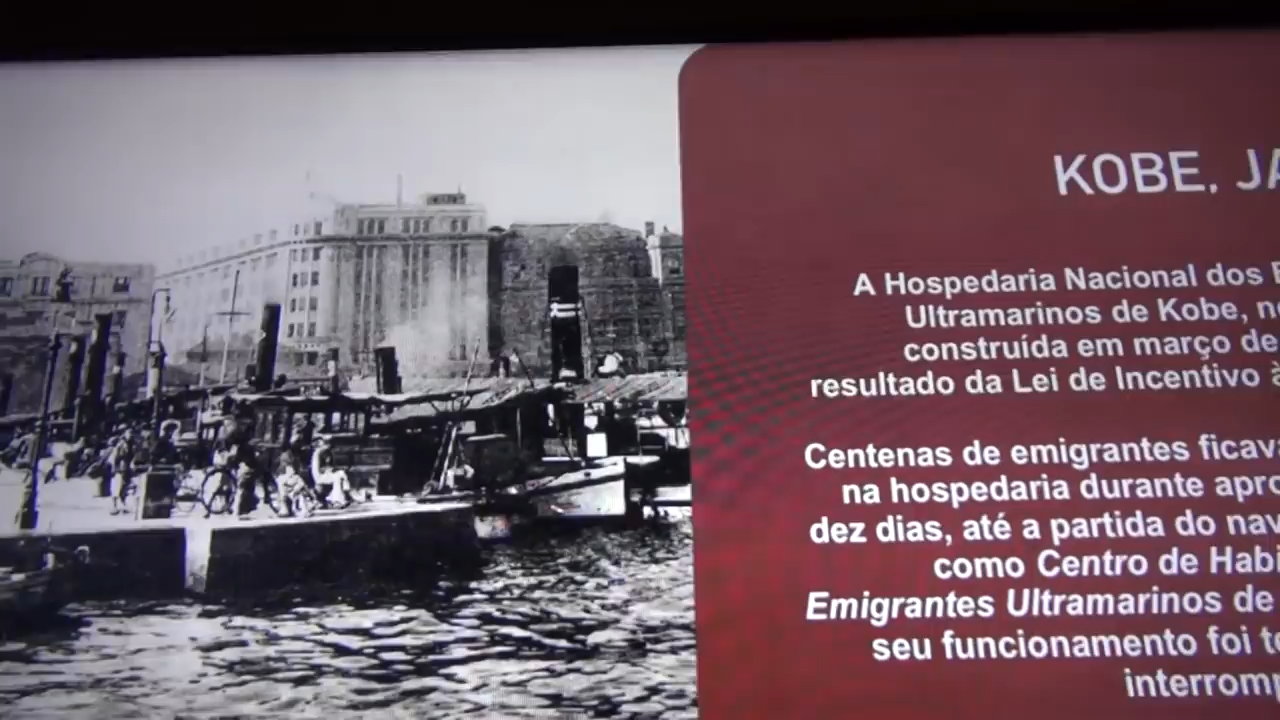 KOBE, JA
A Hospedaria Nacional dos
Ultramarinos de Kobe, n
construída em março de
resultado da Lei de Incentivo à
Centenas de emigrantes ficav
na hospedaria durante apro
dez dias, até a partida do nav
como Centro de Habi
Emigrantes Ultramarinos de
seu funcionamento foi t
interromp